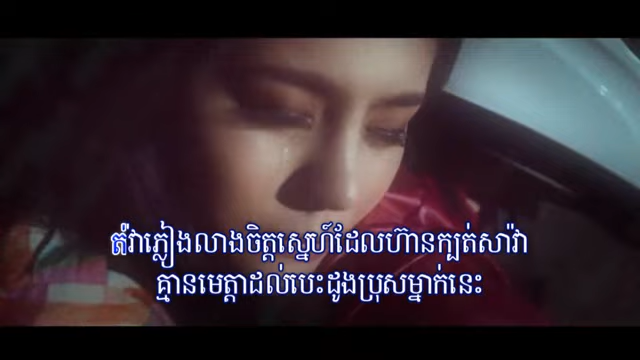 តំវ៉ាភ្លៀងលាងចិត្តស្នេហ៍ដែលហ៊ានក្បត់សាវ៉ា
គ្មានមេត្តាដល់បេះដូងប្រុសម្នាក់នេះ